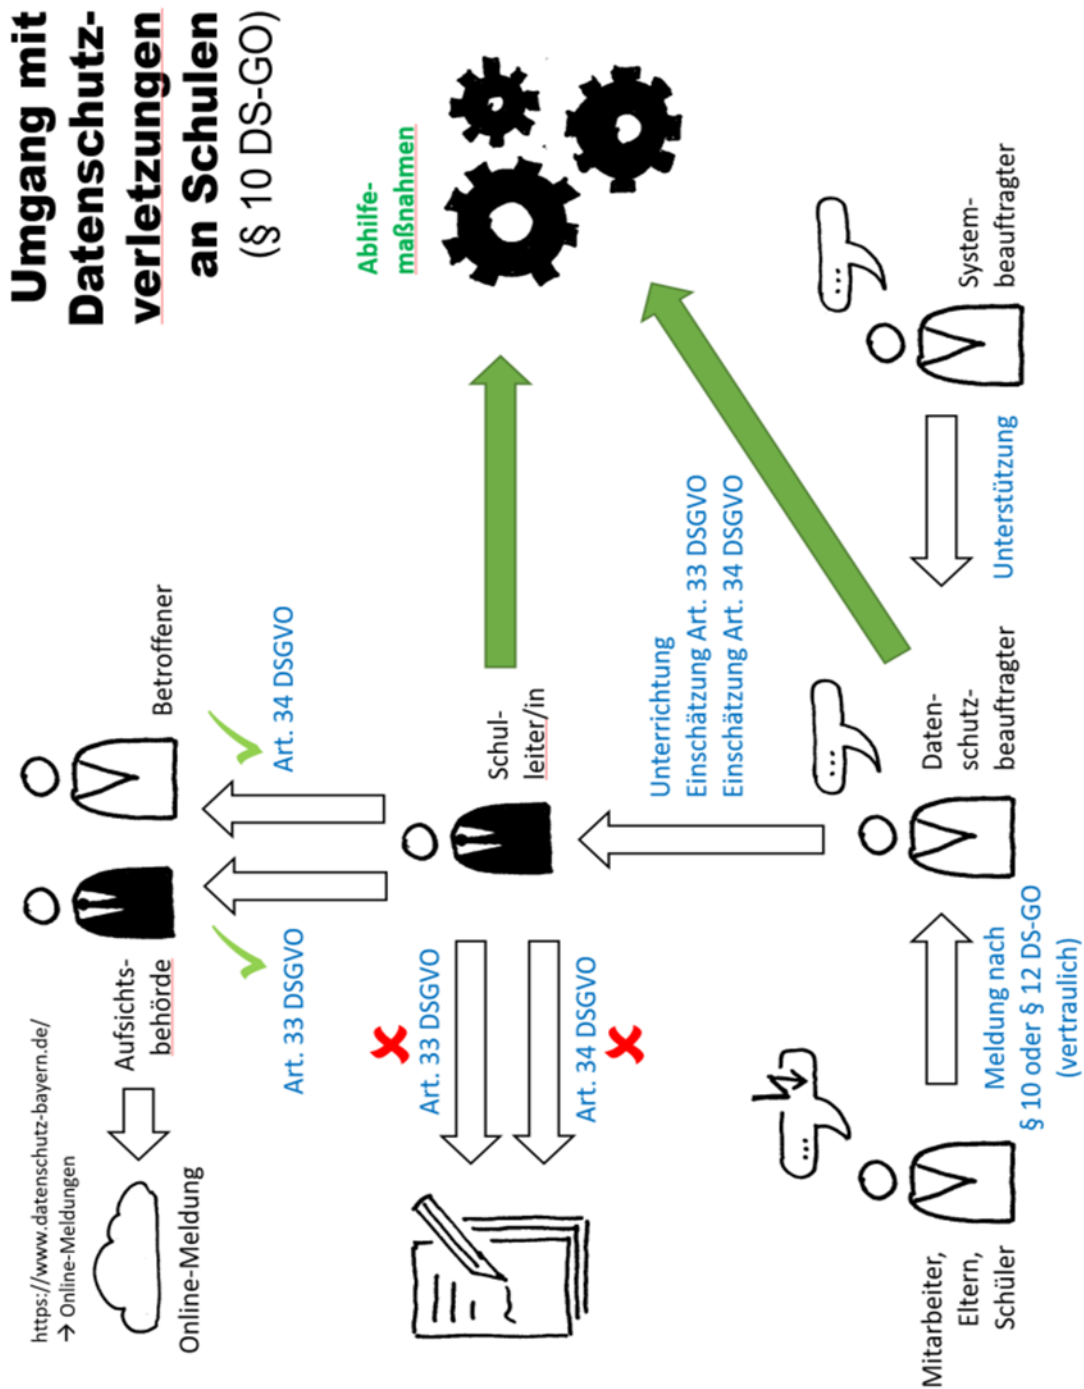 Umgang mit
Datenschutz-
verletzungen
an Schulen
(§ 10 DS-GO)
https://www.datenschutz-bayern.de/
→ Online-Meldungen
Online-Meldung
Aufsichts-
behörde
Betroffener
Art. 33 DSGVO
Art. 34 DSGVO
Abhilfe-
maßnahmen
Art. 33 DSGVO
Art. 34 DSGVO
Schul-
leiter/in
Unterrichtung
Einschätzung Art. 33 DSGVO
Einschätzung Art. 34 DSGVO
...
...
...
Mitarbeiter,
Eltern,
Schüler
Meldung nach
§ 10 oder § 12 DS-GO
(vertraulich)
Daten-
schutz-
beauftragter
Unterstützung
System-
beauftragter